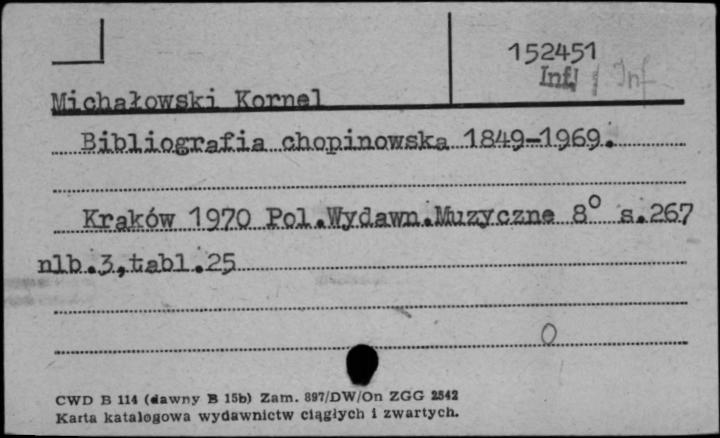 152451
Inf. / Inf
Michałowski Kornel
Bibliografia chopinowska 1849-1969.
Kraków 1970 Pol.Wydawn.Muzyczne 8° s.267
nlb.3,tabl.25
0
CWD B 114 (dawny B 15b) Zam. 897/DW/On ZGG 2542
Karta katalogowa wydawnictw ciągłych i zwartych.